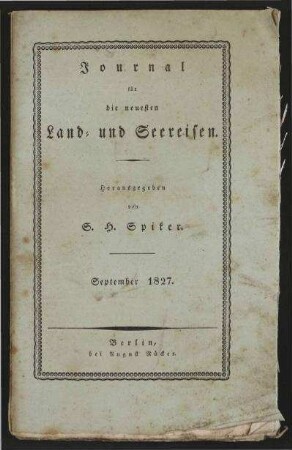 Journal
für
die neuesten
Land- und Seereisen.
Herausgegeben
von
S. H. Spiker.
September 1827.
Berlin,
bei August Rücker.